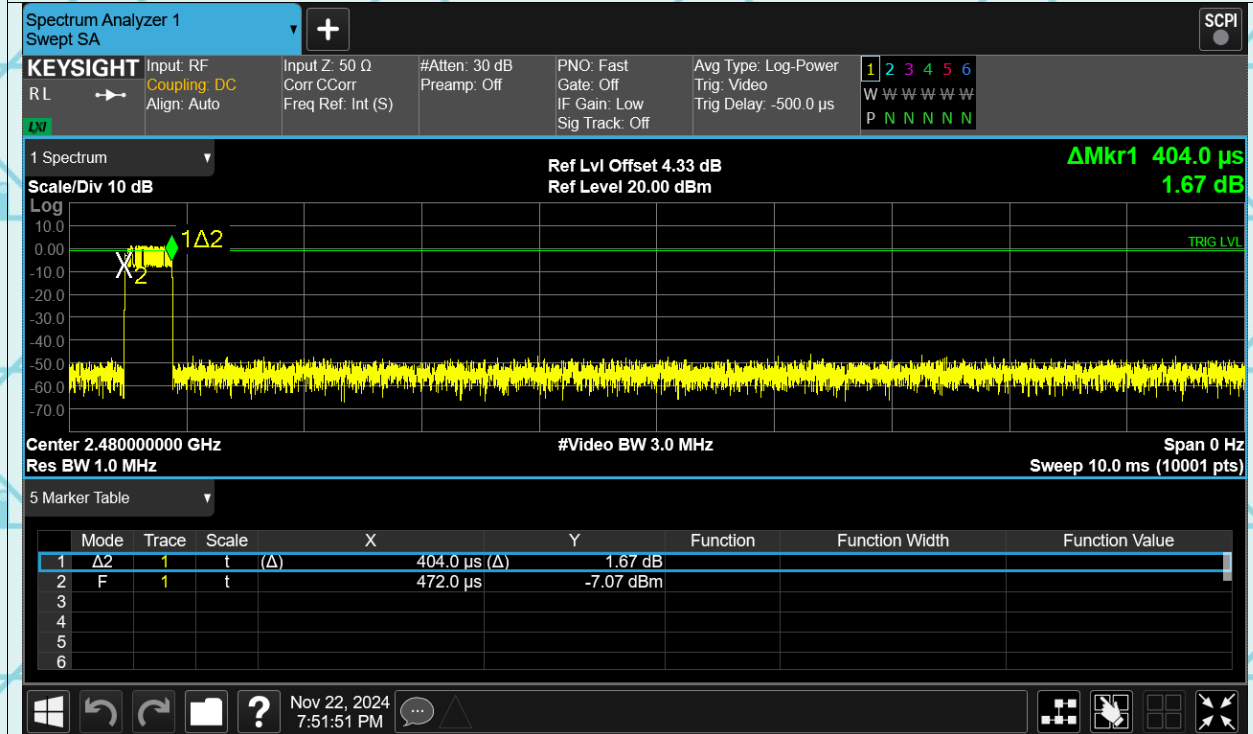 Spectrum Analyzer 1
Swept SA
+
SCPI
KEYSIGHT
RL
LXI
Input: RF
Coupling: DC
Align: Auto
Input Z: 50 Ω
Corr CCorr
Freq Ref: Int (S)
#Atten: 30 dB
Preamp: Off
PNO: Fast
Gate: Off
IF Gain: Low
Sig Track: Off
Avg Type: Log-Power
Trig: Video
Trig Delay: -500.0 µs
1 2 3 4 5 6
W W W W W W
P N N N N N
1 Spectrum
Scale/Div 10 dB
Ref Lvl Offset 4.33 dB
Ref Level 20.00 dBm
ΔMkr1 404.0 µs
1.67 dB
Log
10.0
0.00
-10.0
-20.0
-30.0
-40.0
-50.0
-60.0
-70.0
1Δ2
X2
TRIG LVL
Center 2.480000000 GHz
Res BW 1.0 MHz
#Video BW 3.0 MHz
Span 0 Hz
Sweep 10.0 ms (10001 pts)
5 Marker Table
Mode Trace Scale X Y Function Function Width Function Value
1 Δ2 1 t (Δ) 404.0 µs (Δ) 1.67 dB
2 F 1 t 472.0 µs -7.07 dBm
3
4
5
6
?
Nov 22, 2024
7:51:51 PM